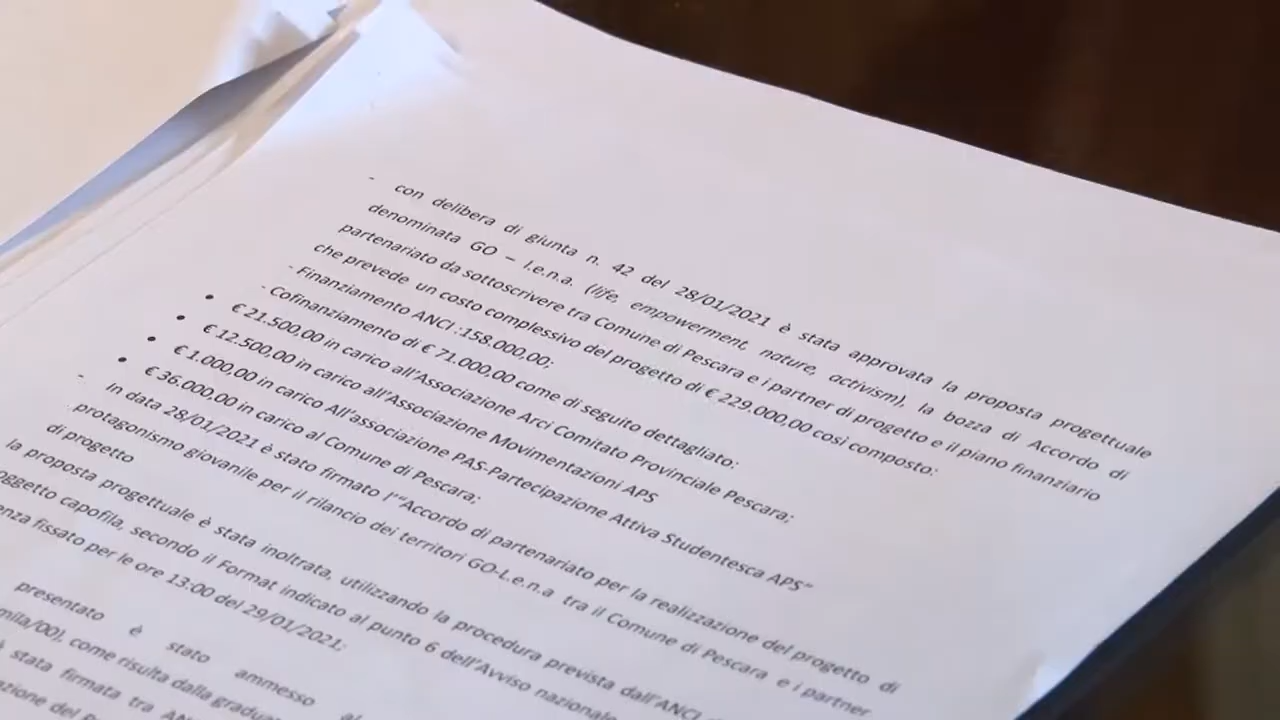 - con delibera di giunta n. 42 del 28/01/2021 è stata approvata la proposta progettuale
denominata GO – l.e.n.a. (life, empowerment, nature, activism), la bozza di Accordo di
partenariato da sottoscrivere tra Comune di Pescara e i partner di progetto e il piano finanziario
che prevede un costo complessivo del progetto di € 229.000,00 così composto:
- Finanziamento ANCI :158.000,00;
- Cofinanziamento di € 71.000,00 come di seguito dettagliato:
• € 21.500,00 in carico all'Associazione Arci Comitato Provinciale Pescara;
• € 12.500,00 in carico all'Associazione Movimentazioni APS
• € 1.000,00 in carico All'associazione PAS-Partecipazione Attiva Studentesca APS"
• € 36.000,00 in carico al Comune di Pescara;
- In data 28/01/2021 è stato firmato l'"Accordo di partenariato per la realizzazione del progetto di
protagonismo giovanile per il rilancio dei territori GO-L.e.n.a tra il Comune di Pescara e i partner
di progetto
la proposta progettuale è stata inoltrata, utilizzando la procedura prevista dall'ANCI
oggetto capofila, secondo il Format indicato al punto 6 dell'Avviso nazionale
enza fissato per le ore 13:00 del 29/01/2021;
presentato è stato ammesso al
mila/00), come risulta dalla gradua
stata firmata tra AN
azione del P